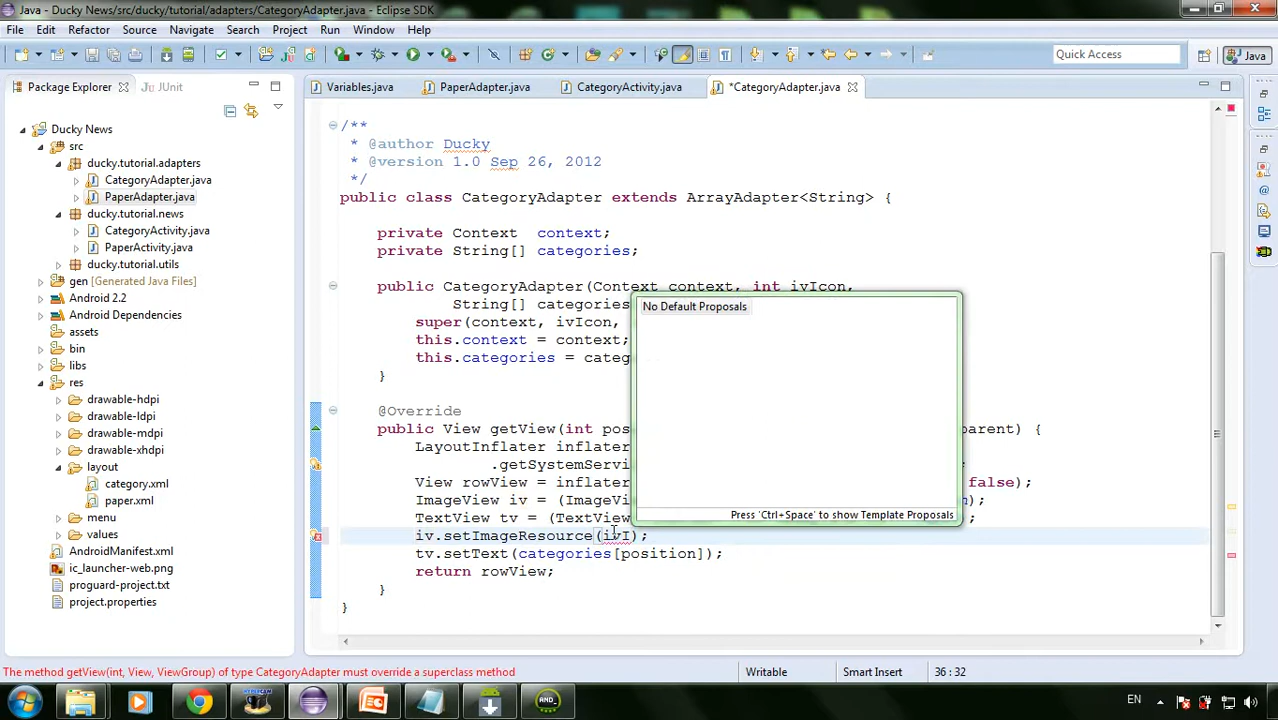 Java - Ducky News/src/ducky/tutorial/adapters/CategoryAdapter.java - Eclipse SDK
File Edit Refactor Source Navigate Search Project Run Window Help
Quick Access
Java
Package Explorer
JUnit
Variables.java
PaperAdapter.java
CategoryActivity.java
*CategoryAdapter.java
Ducky News
src
ducky.tutorial.adapters
CategoryAdapter.java
PaperAdapter.java
ducky.tutorial.news
CategoryActivity.java
PaperActivity.java
ducky.tutorial.utils
gen [Generated Java Files]
Android 2.2
Android Dependencies
assets
bin
libs
res
drawable-hdpi
drawable-ldpi
drawable-mdpi
drawable-xhdpi
layout
category.xml
paper.xml
menu
values
AndroidManifest.xml
ic_launcher-web.png
proguard-project.txt
project.properties
/**
* @author Ducky
* @version 1.0 Sep 26, 2012
*/
public class CategoryAdapter extends ArrayAdapter<String> {
private Context context;
private String[] categories;
public CategoryAdapter(Context context, int ivIcon,
String[] categories
super(context, ivIcon,
this.context = context;
this.categories = categ
}
@Override
public View getView(int pos parent) {
LayoutInflater inflater
.getSystemServi
View rowView = inflater false);
ImageView iv = (ImageVi n);
TextView tv = (TextView ;
iv.setImageResource(ivI);
tv.setText(categories[position]);
return rowView;
}
}
No Default Proposals
Press 'Ctrl+Space' to show Template Proposals
The method getView(int, View, ViewGroup) of type CategoryAdapter must override a superclass method
Writable
Smart Insert
36 : 32
AND_
EN
7:49 PM